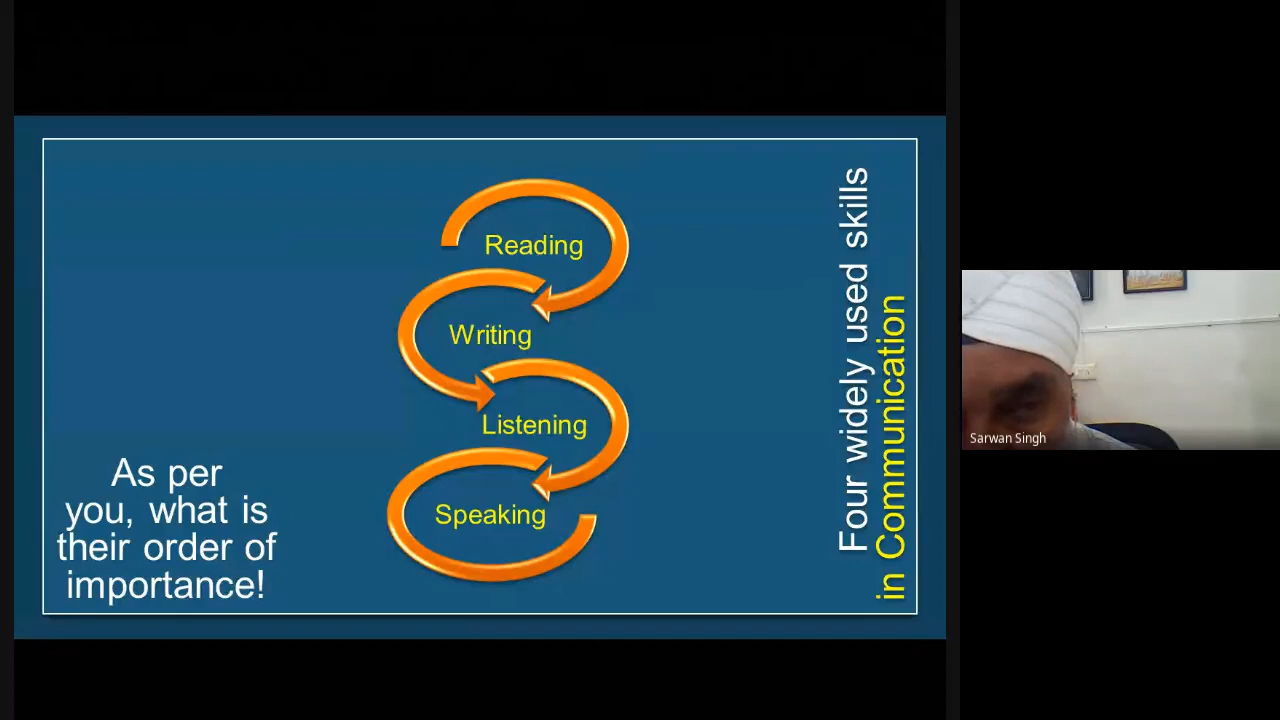 Reading
Writing
Listening
Speaking
As per
you, what is
their order of
importance!
Four widely used skills
in Communication
Sarwan Singh